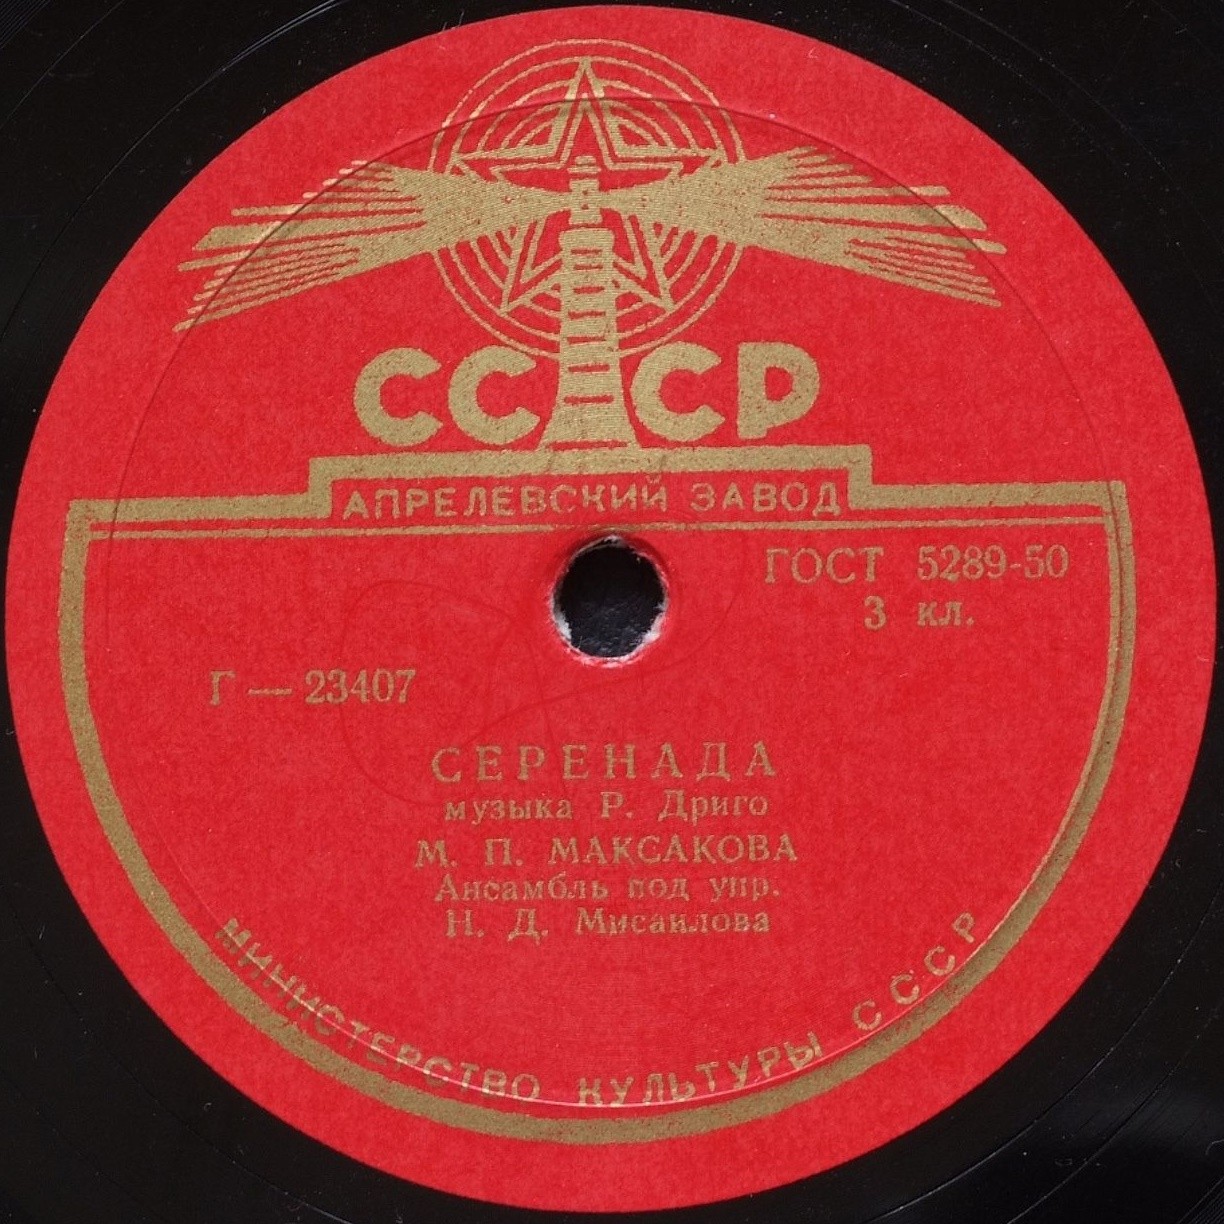 СССР
АПРЕЛЕВСКИЙ ЗАВОД
ГОСТ 5289-50
3 кл.
Г — 23407
СЕРЕНАДА
музыка Р. Дриго
М. П. МАКСАКОВА
Ансамбль под упр.
Н. Д. Мисаилова
МИНИСТЕРСТВО КУЛЬТУРЫ СССР